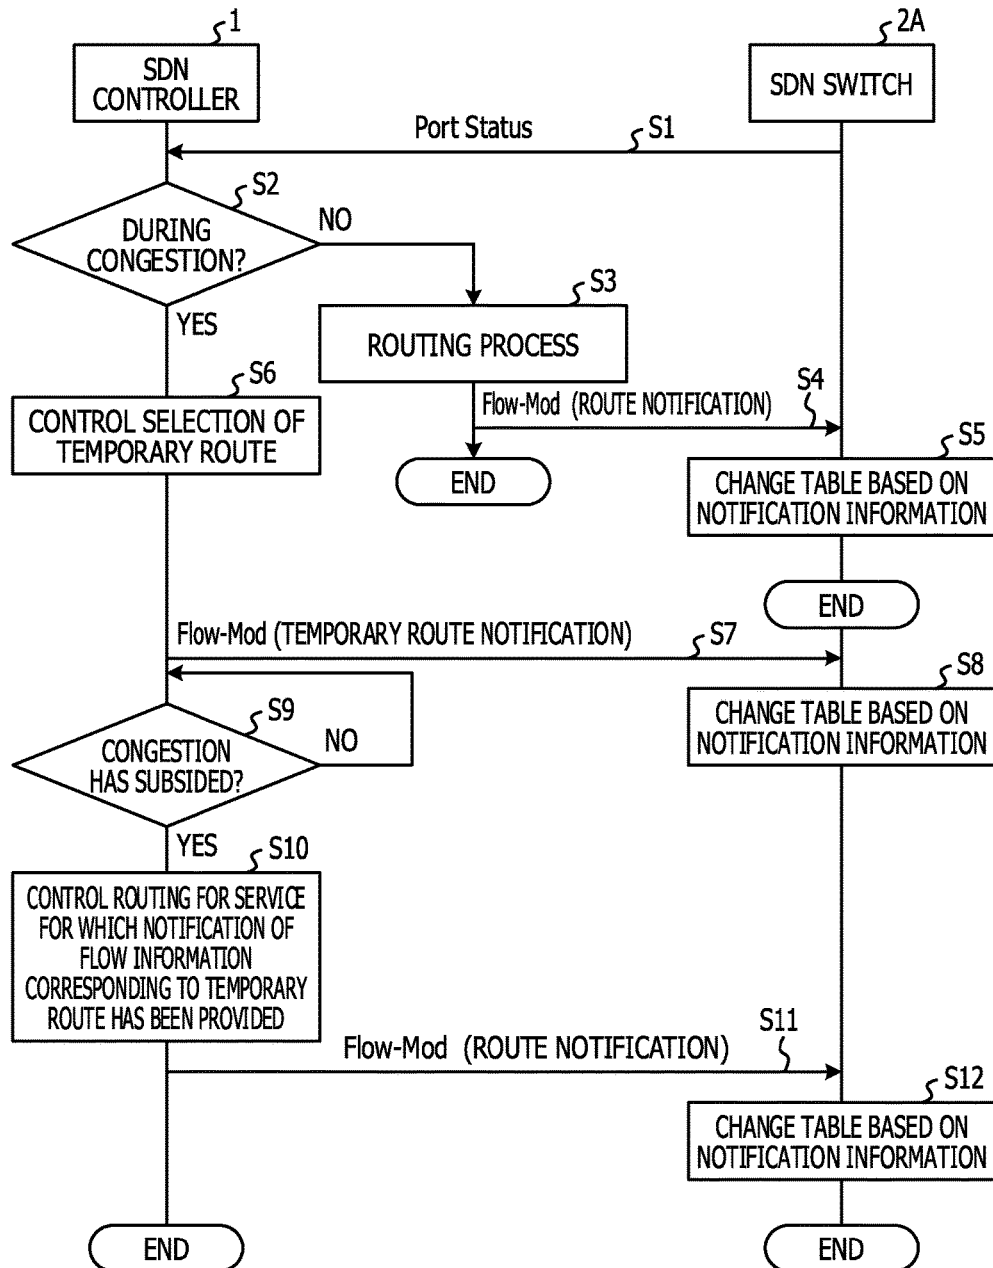 1
2A
SDN
CONTROLLER
SDN SWITCH
Port Status
S1
S2
DURING
CONGESTION?
NO
YES
S3
ROUTING PROCESS
S4
Flow-Mod (ROUTE NOTIFICATION)
END
S5
CHANGE TABLE BASED ON
NOTIFICATION INFORMATION
END
S6
CONTROL SELECTION OF
TEMPORARY ROUTE
Flow-Mod (TEMPORARY ROUTE NOTIFICATION)
S7
S8
CHANGE TABLE BASED ON
NOTIFICATION INFORMATION
S9
CONGESTION
HAS SUBSIDED?
NO
YES
S10
CONTROL ROUTING FOR SERVICE
FOR WHICH NOTIFICATION OF
FLOW INFORMATION
CORRESPONDING TO TEMPORARY
ROUTE HAS BEEN PROVIDED
Flow-Mod (ROUTE NOTIFICATION)
S11
S12
CHANGE TABLE BASED ON
NOTIFICATION INFORMATION
END
END